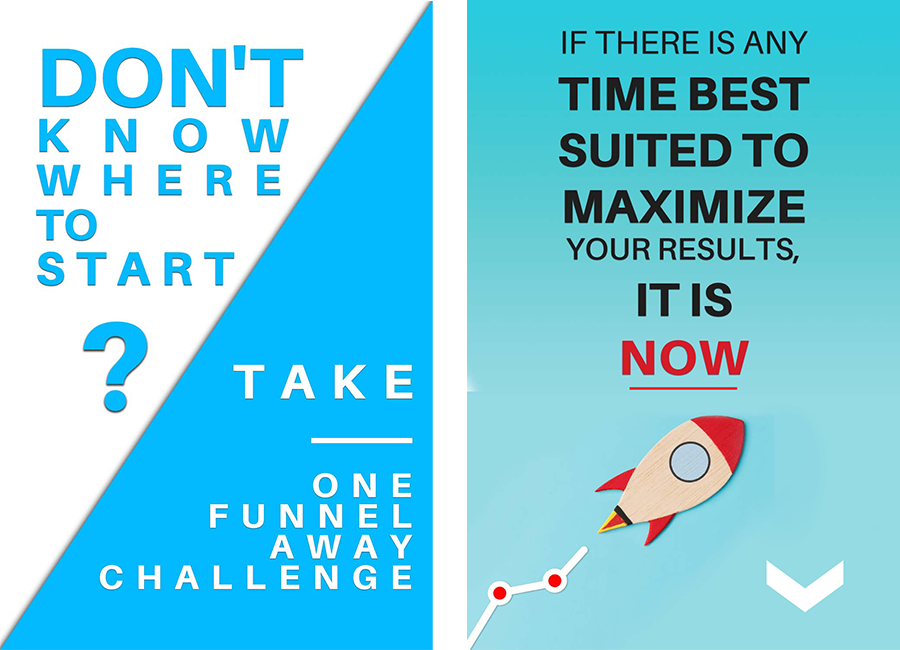 DON'T
KNOW
WHERE
TO
START
?
TAKE
ONE
FUNNEL
AWAY
CHALLENGE
IF THERE IS ANY
TIME BEST
SUITED TO
MAXIMIZE
YOUR RESULTS,
IT IS
NOW